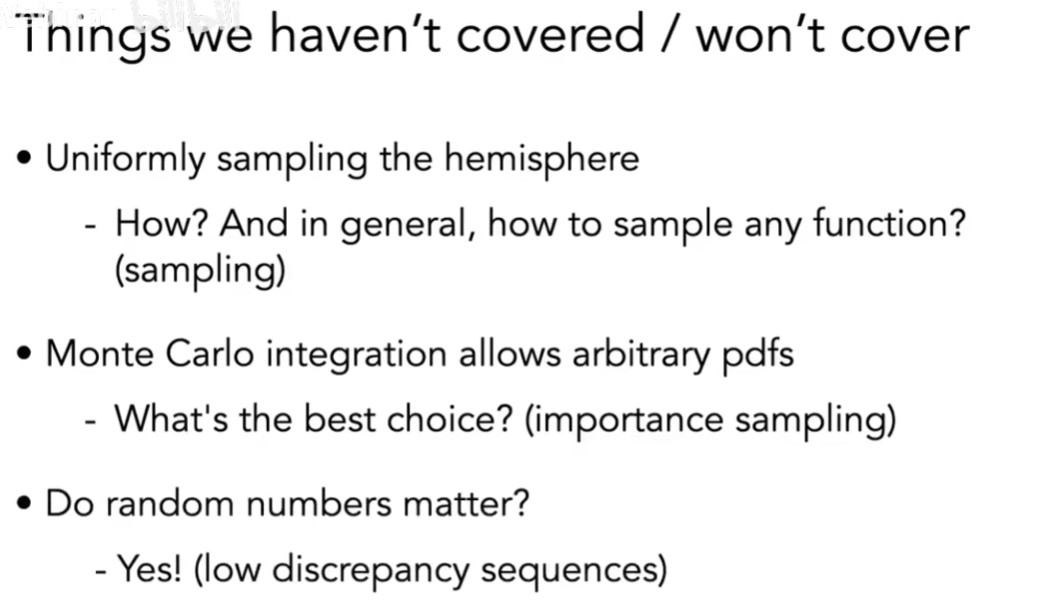 Things we haven't covered / won't cover
• Uniformly sampling the hemisphere
- How? And in general, how to sample any function?
(sampling)
• Monte Carlo integration allows arbitrary pdfs
- What's the best choice? (importance sampling)
• Do random numbers matter?
- Yes! (low discrepancy sequences)